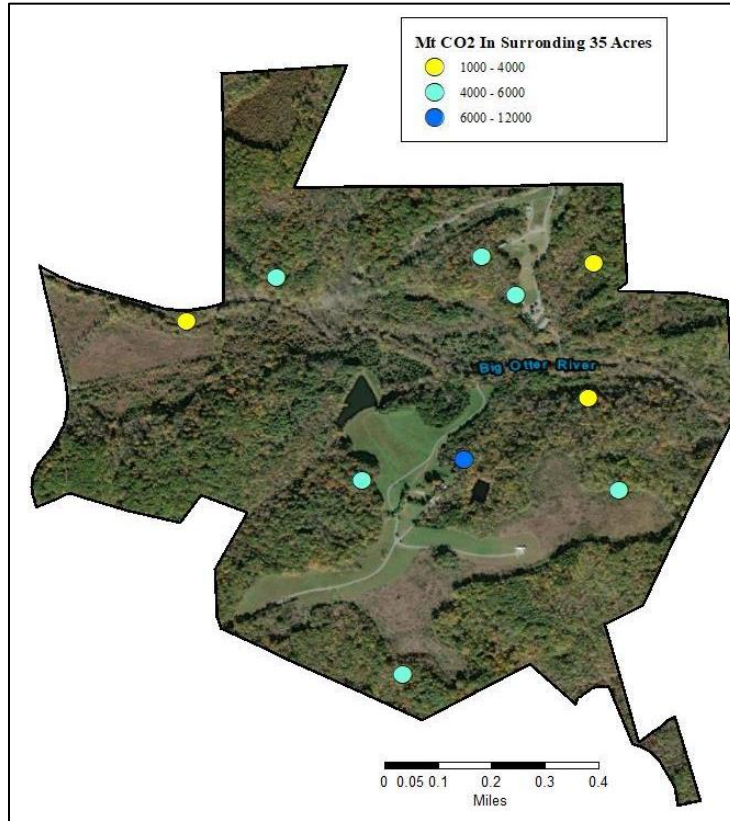 Mt CO2 In Surronding 35 Acres
1000 - 4000
4000 - 6000
6000 - 12000
Big Otter River
0 0.05 0.1 0.2 0.3 0.4
Miles